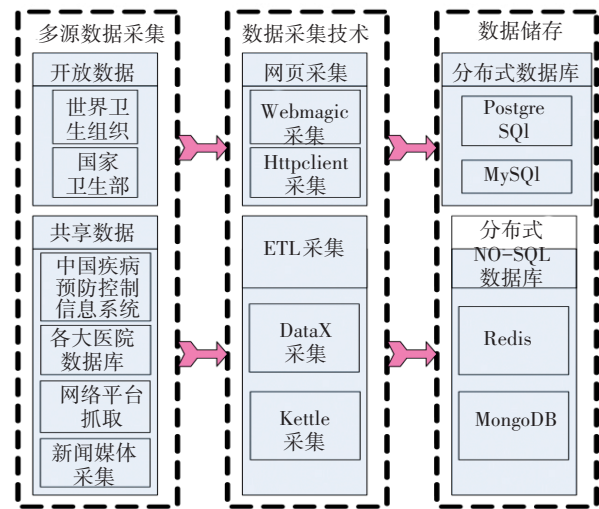 多源数据采集
开放数据
世界卫
生组织
国家
卫生部
共享数据
中国疾病
预防控制
信息系统
各大医院
数据库
网络平台
抓取
新闻媒体
采集
数据采集技术
网页采集
Webmagic
采集
Httpclient
采集
ETL采集
DataX
采集
Kettle
采集
数据储存
分布式数据库
Postgre
SQl
MySQl
分布式
NO-SQL
数据库
Redis
MongoDB